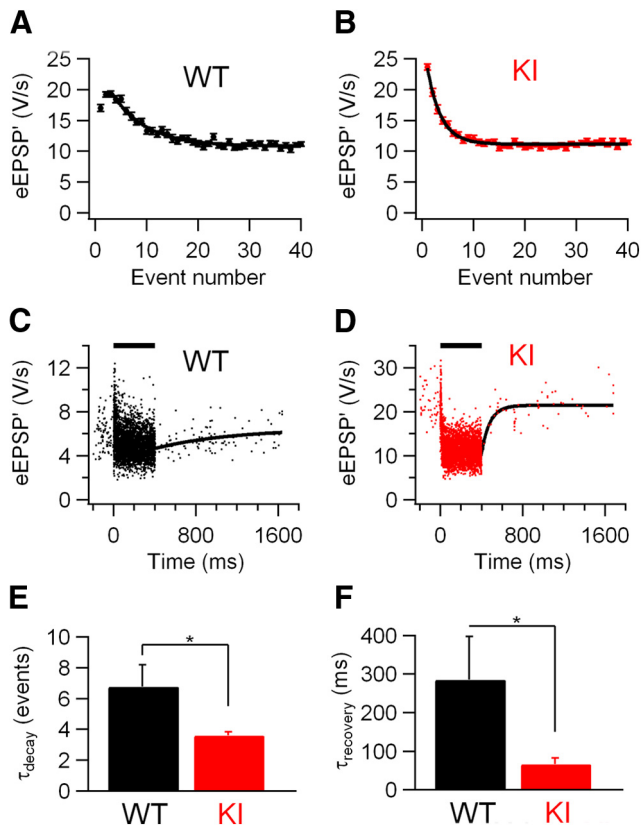 A
B
WT
KI
eEPSP' (V/s)
25
20
15
10
5
0
0 10 20 30 40
Event number
eEPSP' (V/s)
25
20
15
10
5
0
0 10 20 30 40
Event number
C
D
WT
KI
eEPSP' (V/s)
12
8
4
0
0 800 1600
Time (ms)
eEPSP' (V/s)
30
20
10
0
0 800 1600
Time (ms)
E
F
τdecay (events)
10
8
6
4
2
0
*
WT KI
τrecovery (ms)
400
300
200
100
0
*
WT KI